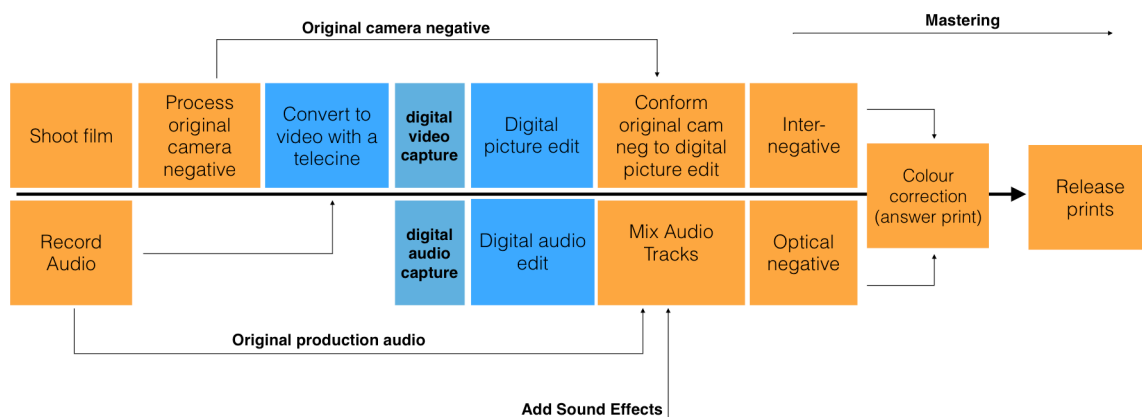 Mastering
Original camera negative
Shoot film
Process
original
camera
negative
Convert to
video with a
telecine
digital
video
capture
Digital
picture edit
Conform
original cam
neg to digital
picture edit
Inter-
negative
Colour
correction
(answer print)
Release
prints
Record
Audio
digital
audio
capture
Digital audio
edit
Mix Audio
Tracks
Optical
negative
Original production audio
Add Sound Effects